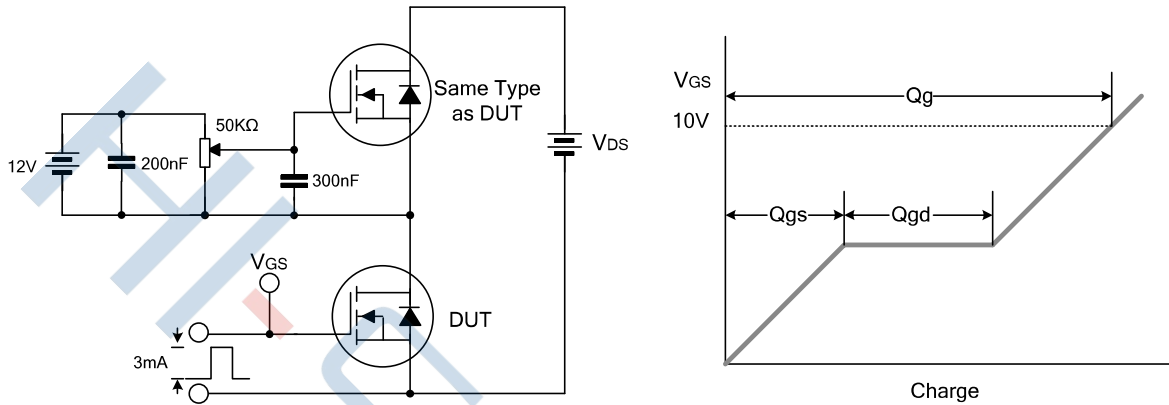 12V
200nF
50KΩ
300nF
Same Type
as DUT
VDS
VGS
DUT
3mA
VGS
10V
Qg
Qgs
Qgd
Charge